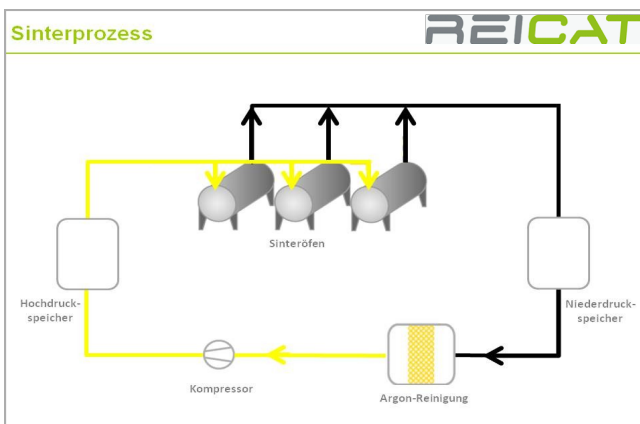 Sinterprozess
REICAT
Sinteröfen
Hochdruck-
speicher
Niederdruck-
speicher
Kompressor
Argon-Reinigung